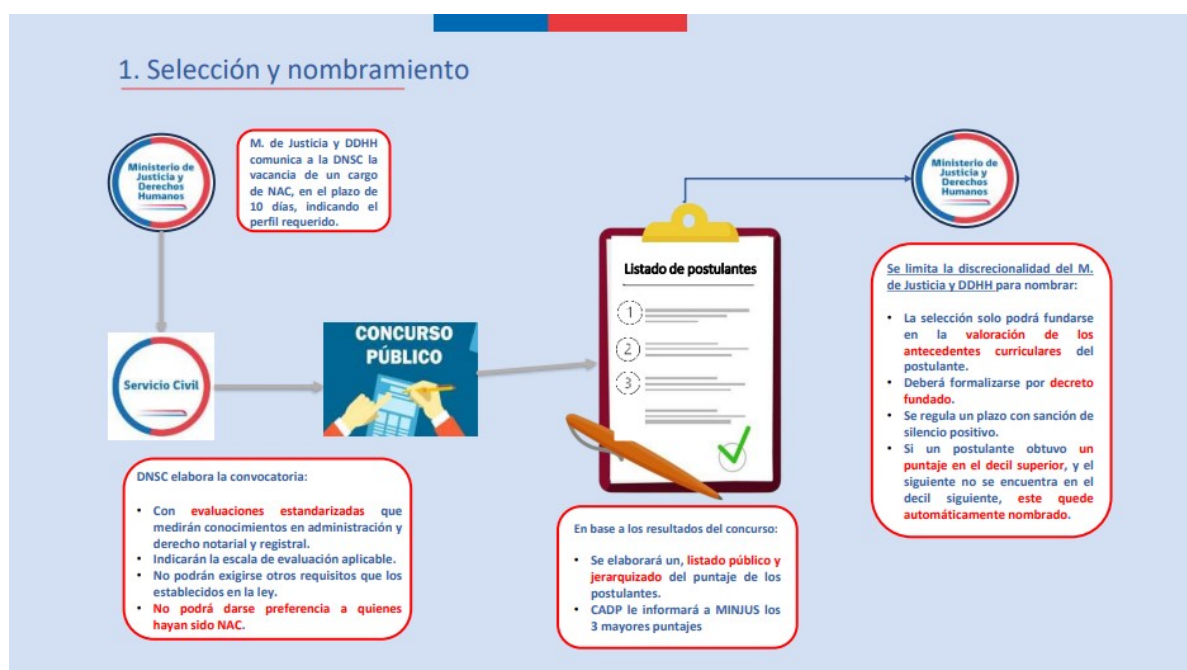 1. Selección y nombramiento
Ministerio de
Justicia y
Derechos
Humanos
M. de Justicia y DDHH
comunica a la DNSC la
vacancia de un cargo
de NAC, en el plazo de
10 días, indicando el
perfil requerido.
Servicio Civil
CONCURSO
PÚBLICO
DNSC elabora la convocatoria:
• Con evaluaciones estandarizadas que
medirán conocimientos en administración y
derecho notarial y registral.
• Indicarán la escala de evaluación aplicable.
• No podrán exigirse otros requisitos que los
establecidos en la ley.
• No podrá darse preferencia a quienes
hayan sido NAC.
Listado de postulantes
1
2
3
En base a los resultados del concurso:
• Se elaborará un, listado público y
jerarquizado del puntaje de los
postulantes.
• CADP le informará a MINJUS los
3 mayores puntajes
Ministerio de
Justicia y
Derechos
Humanos
Se limita la discrecionalidad del M.
de Justicia y DDHH para nombrar:
• La selección solo podrá fundarse
en la valoración de los
antecedentes curriculares del
postulante.
• Deberá formalizarse por decreto
fundado.
• Se regula un plazo con sanción de
silencio positivo.
• Si un postulante obtuvo un
puntaje en el decil superior, y el
siguiente no se encuentra en el
decil siguiente, este quede
automáticamente nombrado.